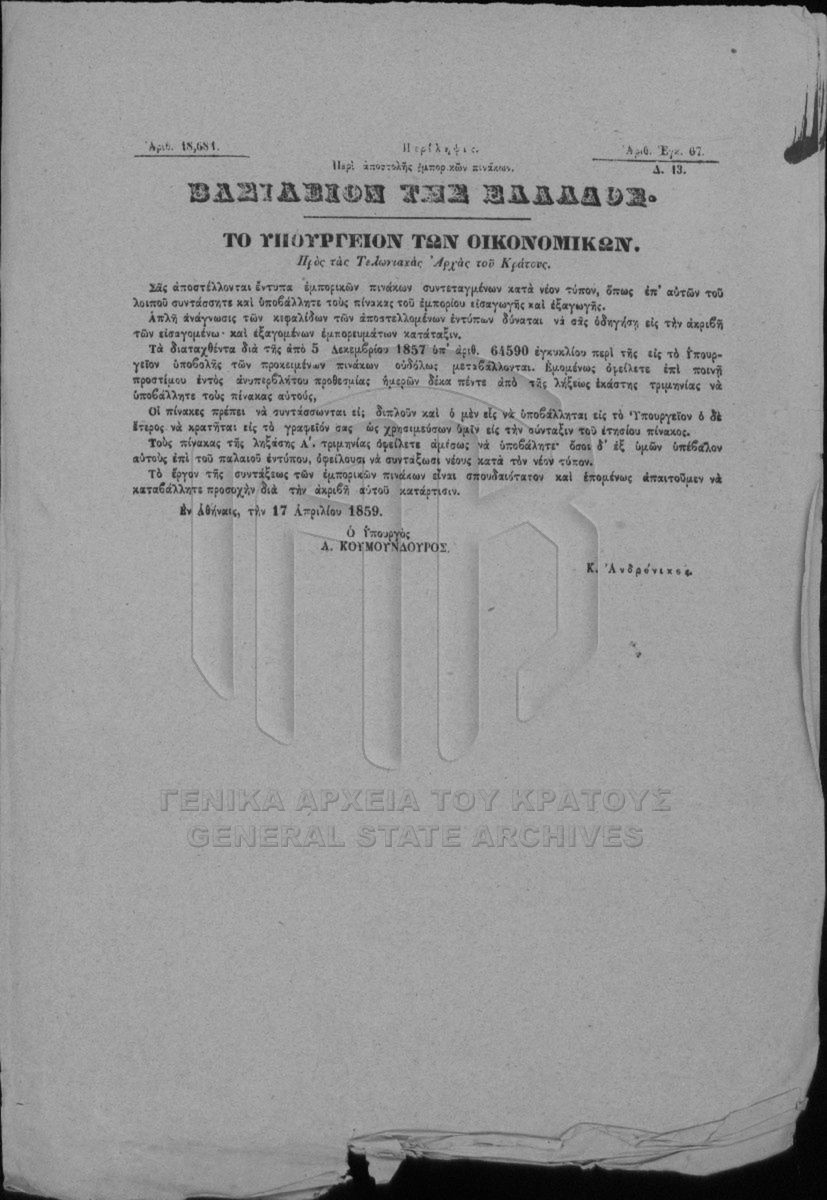 Ἀριθ. 18,681.
Περίληψις.
Ἀριθ. Ἐγκ. 67.
Περὶ ἀποστολῆς ἐμπορικῶν πινάκων.
Δ. 13.
ΒΑΣΙΛΕΙΟΝ ΤΗΣ ΕΛΛΑΔΟΣ.
ΤΟ ΥΠΟΥΡΓΕΙΟΝ ΤΩΝ ΟΙΚΟΝΟΜΙΚΩΝ.
Πρὸς τὰς Τελωνιακὰς Ἀρχὰς τοῦ Κράτους.
Σᾶς ἀποστέλλονται ἔντυπα ἐμπορικῶν πινάκων συντεταγμένων κατὰ νέον τύπον, ὅπως ἐπ' αὐτῶν τοῦ
λοιποῦ συντάσσητε καὶ ὑποβάλλητε τοὺς πίνακας τοῦ ἐμπορίου εἰσαγωγῆς καὶ ἐξαγωγῆς.
Ἁπλῆ ἀνάγνωσις τῶν κεφαλίδων τῶν ἀποστελλομένων ἐντύπων δύναται νὰ σᾶς ὁδηγήσῃ εἰς τὴν ἀκριβῆ
τῶν εἰσαγομένω· καὶ ἐξαγομένων ἐμπορευμάτων κατάταξιν.
Τὰ διαταχθέντα διὰ τῆς ἀπὸ 5 Δεκεμβρίου 1857 ὑπ' ἀριθ. 64590 ἐγκυκλίου περὶ τῆς εἰς τὸ Ὑπουρ-
γεῖον ὑποβολῆς τῶν προκειμένων πινάκων οὐδόλως μεταβάλλονται. Ἑπομένως ὀφείλετε ἐπὶ ποινῇ
προστίμου ἐντὸς ἀνυπερβλήτου προθεσμίας ἡμερῶν δέκα πέντε ἀπὸ τῆς λήξεως ἑκάστης τριμηνίας νὰ
ὑποβάλλητε τοὺς πίνακας αὐτούς,
Οἱ πίνακες πρέπει νὰ συντάσσωνται εἰς διπλοῦν καὶ ὁ μὲν εἷς νὰ ὑποβάλληται εἰς τὸ Ὑπουργεῖον ὁ δὲ
ἕτερος νὰ κρατῆται εἰς τὸ γραφεῖόν σας ὡς χρησιμεύσων ὑμῖν εἰς τὴν σύνταξιν τοῦ ἐτησίου πίνακος.
Τοὺς πίνακας τῆς ληξάσης Α'. τριμηνίας ὀφείλετε ἀμέσως νὰ ὑποβάλητε· ὅσοι δ' ἐξ ὑμῶν ὑπέβαλον
αὐτοὺς ἐπὶ τοῦ παλαιοῦ ἐντύπου, ὀφείλουσι νὰ συντάξωσι νέους κατὰ τὸν νέον τύπον.
Τὸ ἔργον τῆς συντάξεως τῶν ἐμπορικῶν πινάκων εἶναι σπουδαιότατον καὶ ἑπομένως ἀπαιτοῦμεν νὰ
καταβάλλητε προσοχὴν διὰ τὴν ἀκριβῆ αὐτοῦ κατάρτισιν.
Ἐν Ἀθήναις, τὴν 17 Ἀπριλίου 1859.
Ὁ Ὑπουργὸς
Α. ΚΟΥΜΟΥΝΔΟΥΡΟΣ.
Κ. Ἀνδρόνικος.
ΓΕΝΙΚΑ ΑΡΧΕΙΑ ΤΟΥ ΚΡΑΤΟΥΣ
GENERAL STATE ARCHIVES